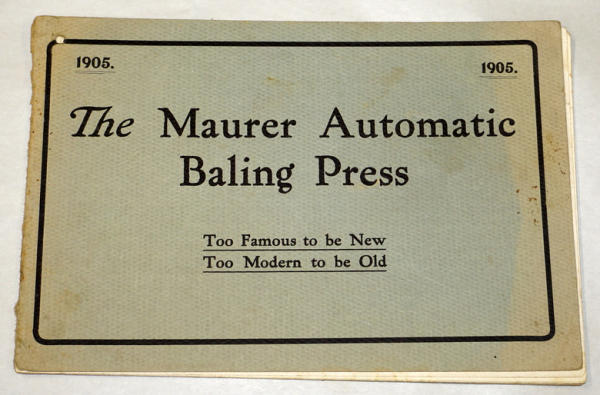 1905.
1905.
The Maurer Automatic
Baling Press
Too Famous to be New
Too Modern to be Old